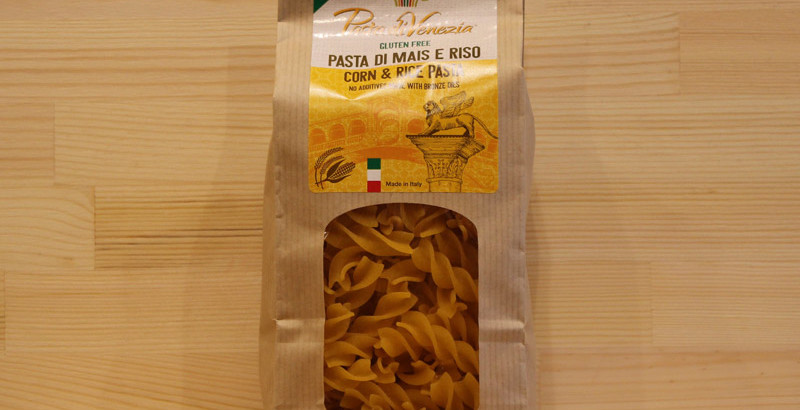 di Venezia
GLUTEN FREE
PASTA DI MAIS E RISO
CORN & RICE PASTA
NO ADDITIVES WITH BRONZE DIES
Made in Italy